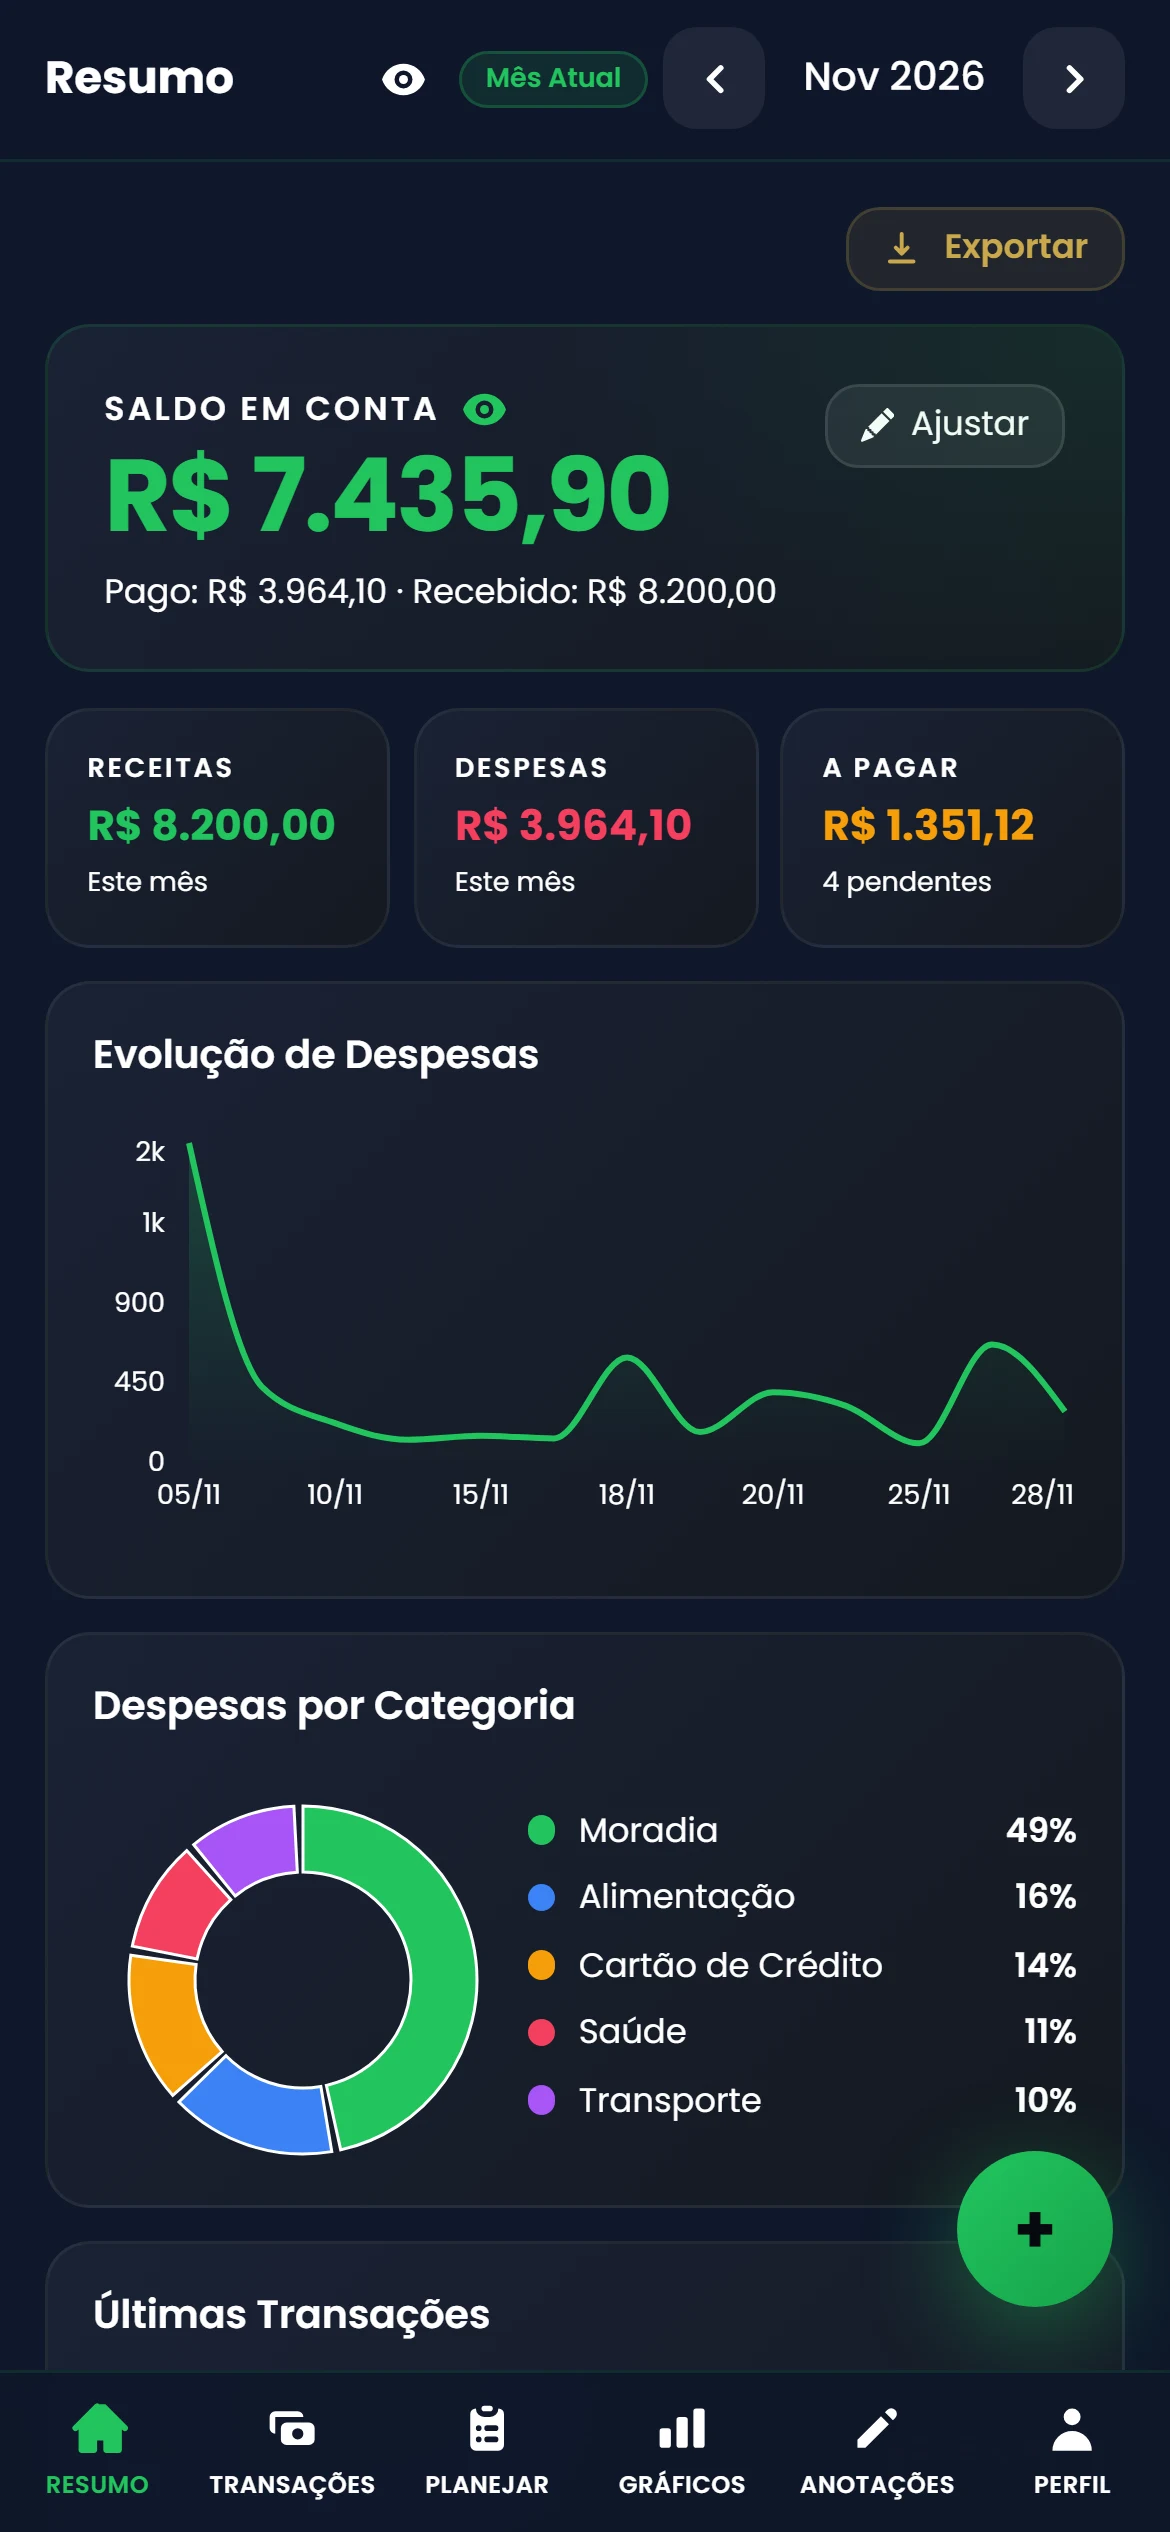 Resumo
Mês Atual
Nov 2026
Exportar
SALDO EM CONTA
Ajustar
R$ 7.435,90
Pago: R$ 3.964,10 · Recebido: R$ 8.200,00
RECEITAS
R$ 8.200,00
Este mês
DESPESAS
R$ 3.964,10
Este mês
A PAGAR
R$ 1.351,12
4 pendentes
Evolução de Despesas
2k
1k
900
450
0
05/11 10/11 15/11 18/11 20/11 25/11 28/11
Despesas por Categoria
Moradia 49%
Alimentação 16%
Cartão de Crédito 14%
Saúde 11%
Transporte 10%
Últimas Transações
RESUMO TRANSAÇÕES PLANEJAR GRÁFICOS ANOTAÇÕES PERFIL